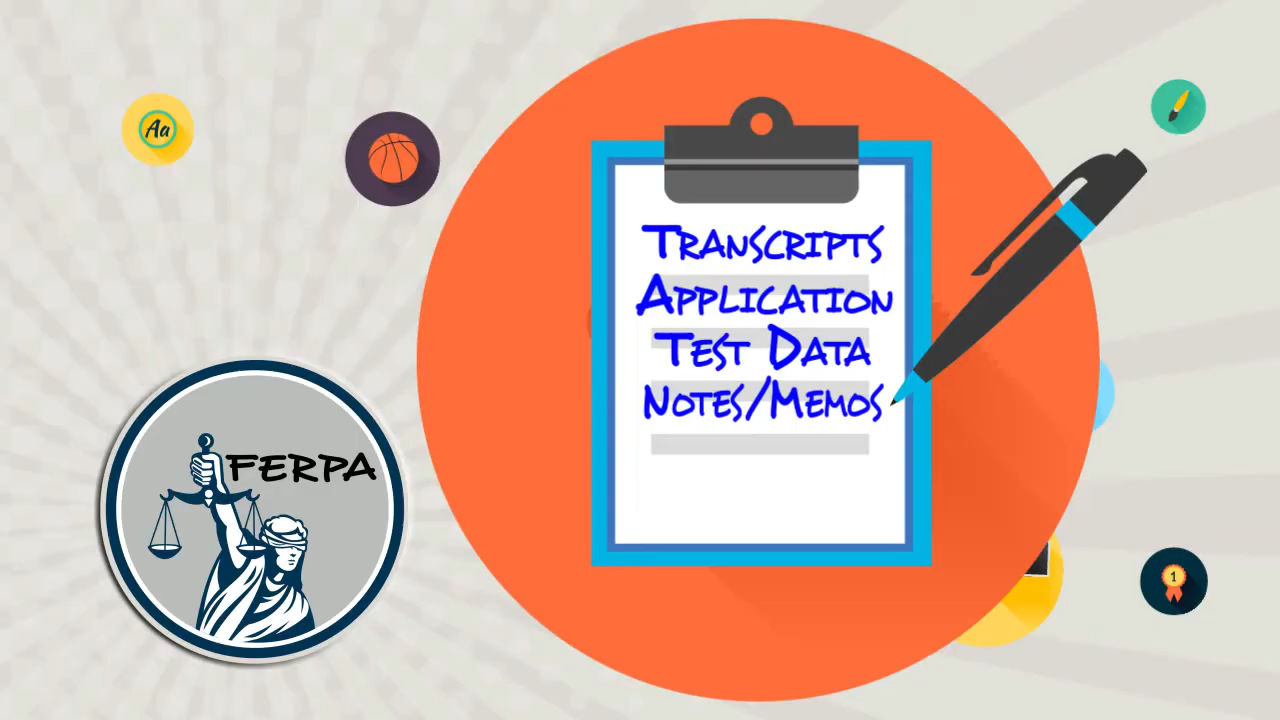 Aa
TRANSCRIPTS
APPLICATION
TEST DATA
NOTES/MEMOS
FERPA
1